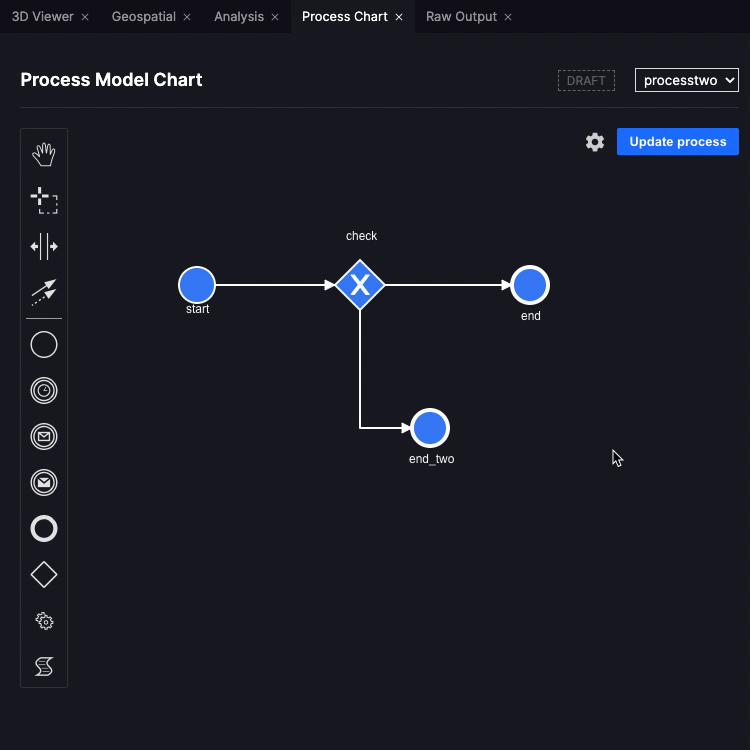 3D Viewer
Geospatial
Analysis
Process Chart
Raw Output
Process Model Chart
DRAFT
processtwo
Update process
check
start
end
end_two